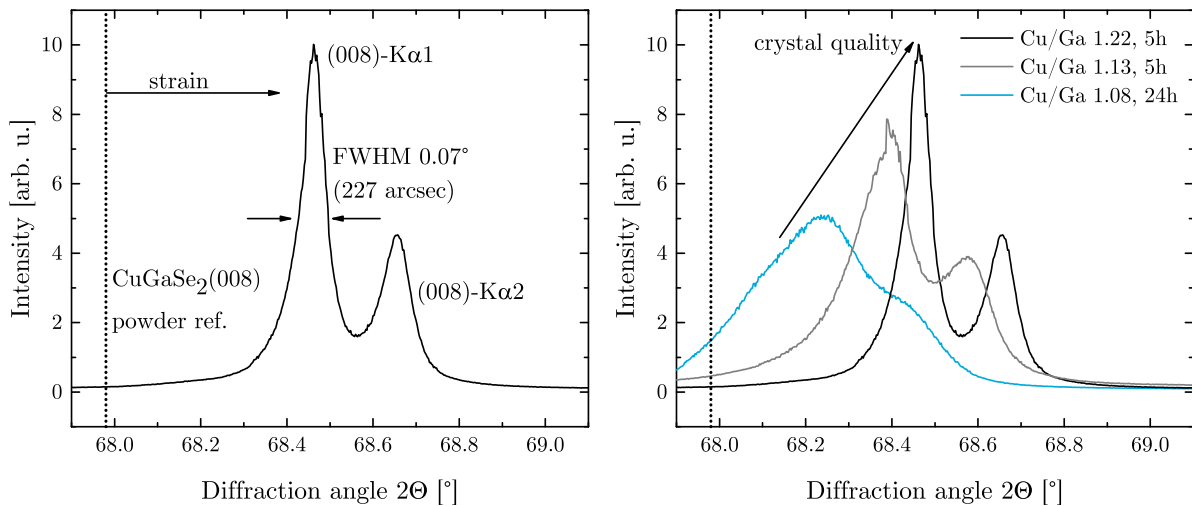 10
8
6
4
2
0
Intensity [arb. u.]
(008)-Kα1
strain
FWHM 0.07°
(227 arcsec)
CuGaSe2(008)
powder ref.
(008)-Kα2
68.0
68.2
68.4
68.6
68.8
69.0
Diffraction angle 2Θ [°]
10
8
6
4
2
0
Intensity [arb. u.]
crystal quality
Cu/Ga 1.22, 5h
Cu/Ga 1.13, 5h
Cu/Ga 1.08, 24h
68.0
68.2
68.4
68.6
68.8
69.0
Diffraction angle 2Θ [°]